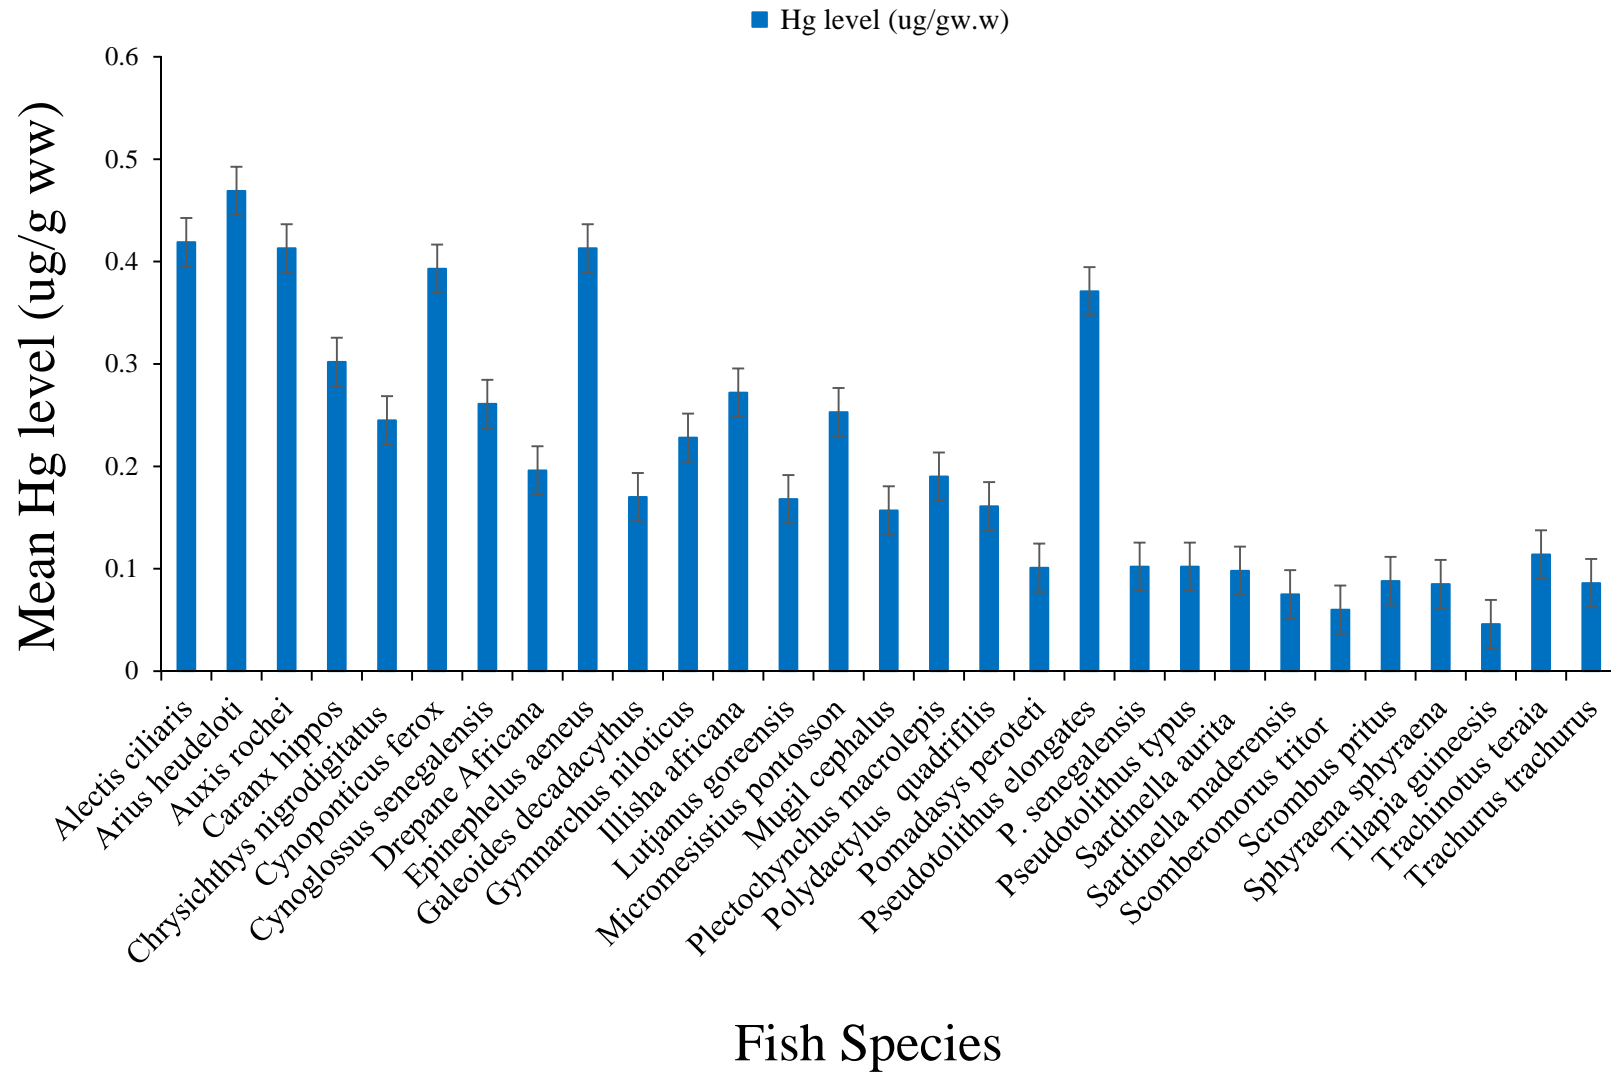 Hg level (ug/gw.w)
Mean Hg level (ug/g ww)
0.6
0.5
0.4
0.3
0.2
0.1
0
Alectis ciliaris
Arius heudeloti
Auxis rochei
Caranx hippos
Chrysichthys nigrodigitatus
Cynoponticus ferox
Cynoglossus senegalensis
Drepane Africana
Epinephelus aeneus
Galeoides decadacythus
Gymnarchus niloticus
Illisha africana
Lutjanus goreensis
Micromesistius pontosson
Mugil cephalus
Plectochynchus macrolepis
Polydactylus quadrifilis
Pomadasys peroteti
Pseudotolithus elongates
P. senegalensis
Pseudotolithus typus
Sardinella aurita
Sardinella maderensis
Scomberomorus tritor
Scrombus pritus
Sphyraena sphyraena
Tilapia guineesis
Trachinotus teraia
Trachurus trachurus
Fish Species